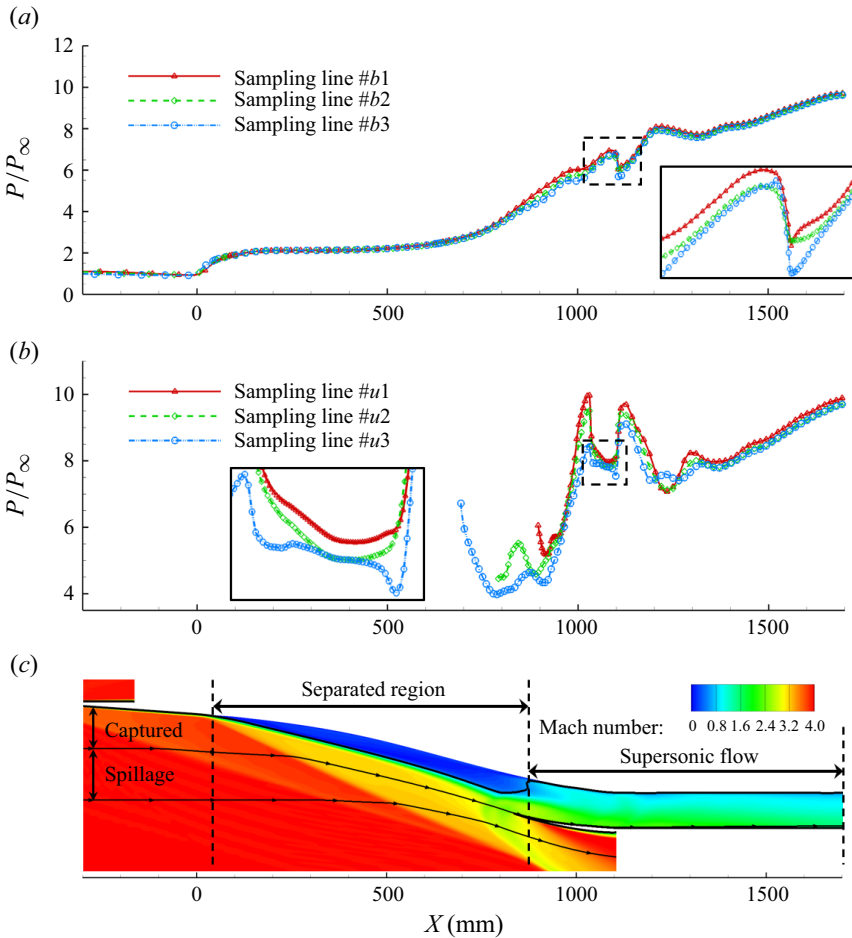 (a)
12
10
8
6
4
2
0
P/P∞
Sampling line #b1
Sampling line #b2
Sampling line #b3
0
500
1000
1500
(b)
10
8
6
4
P/P∞
Sampling line #u1
Sampling line #u2
Sampling line #u3
0
500
1000
1500
(c)
Separated region
Mach number:
0 0.8 1.6 2.4 3.2 4.0
Captured
Spillage
Supersonic flow
0
500
1000
1500
X (mm)